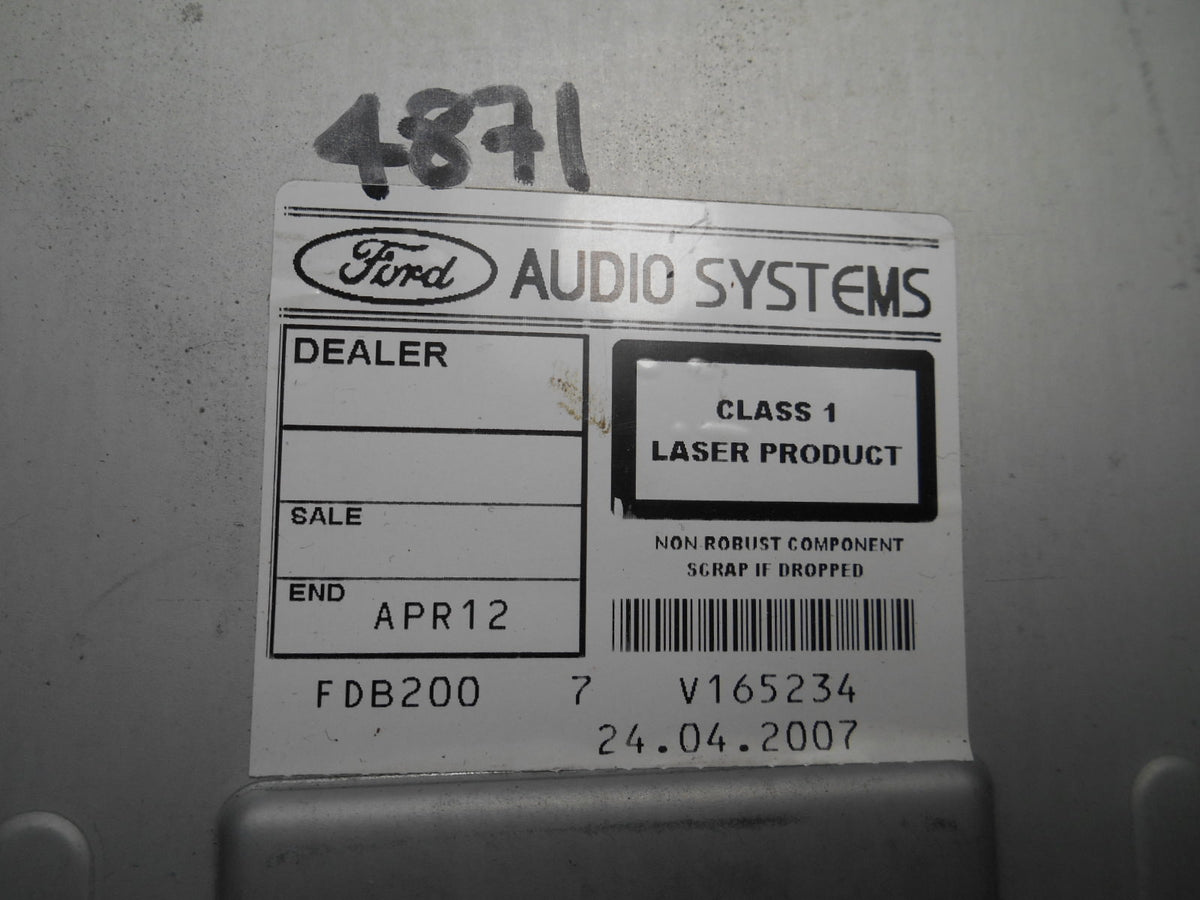 4871
Ford AUDIO SYSTEMS
DEALER
SALE
END APR12
CLASS 1
LASER PRODUCT
NON ROBUST COMPONENT
SCRAP IF DROPPED
FDB200 7 V165234
24.04.2007